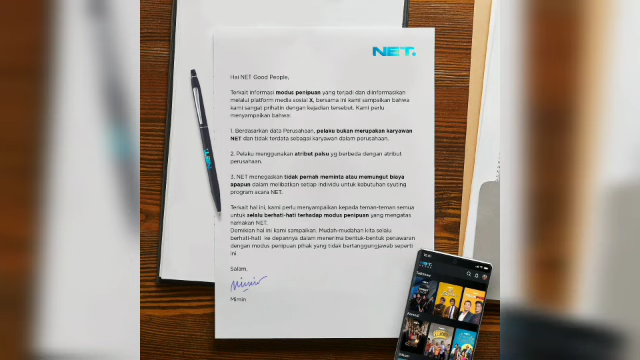 NET.
Hai NET Good People,
Terkait informasi modus penipuan yang terjadi dan diinformasikan
melalui platform media sosial X, bersama ini kami sampaikan bahwa
kami sangat prihatin dengan kejadian tersebut. Kami perlu
menyampaikan bahwa:
1. Berdasarkan data Perusahaan, pelaku bukan merupakan karyawan
NET dan tidak terdata sebagai karyawan dalam perusahaan.
2. Pelaku menggunakan atribut palsu yg berbeda dengan atribut
perusahaan.
3. NET menegaskan tidak pernah meminta atau memungut biaya
apapun dalam melibatkan setiap individu untuk kebutuhan syuting
program acara NET.
Terkait hal ini, kami perlu menyampaikan kepada teman-teman semua
untuk selalu berhati-hati terhadap modus penipuan yang mengatas
namakan NET.
Demikian hal ini kami sampaikan. Mudah-mudahan kita selalu
berhati-hati ke depannya dalam menerima bentuk-bentuk penawaran
dengan modus penipuan pihak yang tidak bertanggungjawab seperti
ini
Salam,
Mimin
Mimin
NET.
NET.